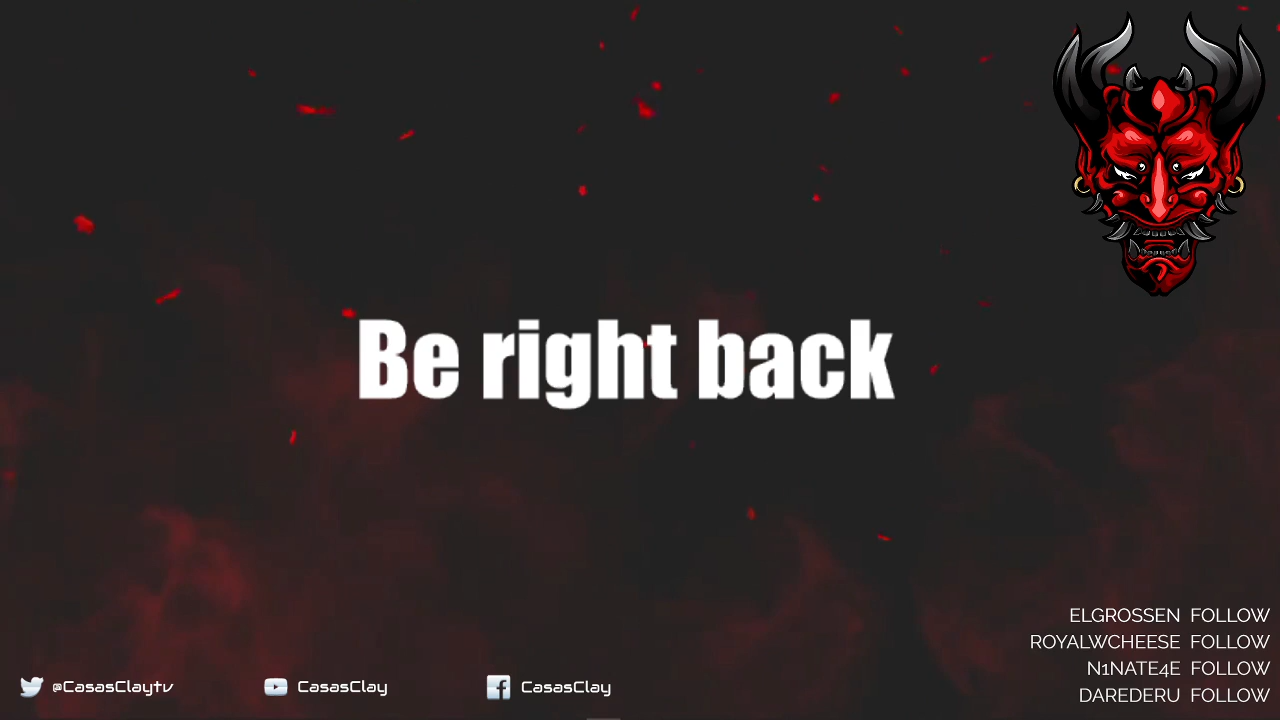 Be right back
ELGROSSEN FOLLOW
ROYALWCHEESE FOLLOW
N1NATE4E FOLLOW
DAREDERU FOLLOW
@CasasClaytv CasasClay CasasClay